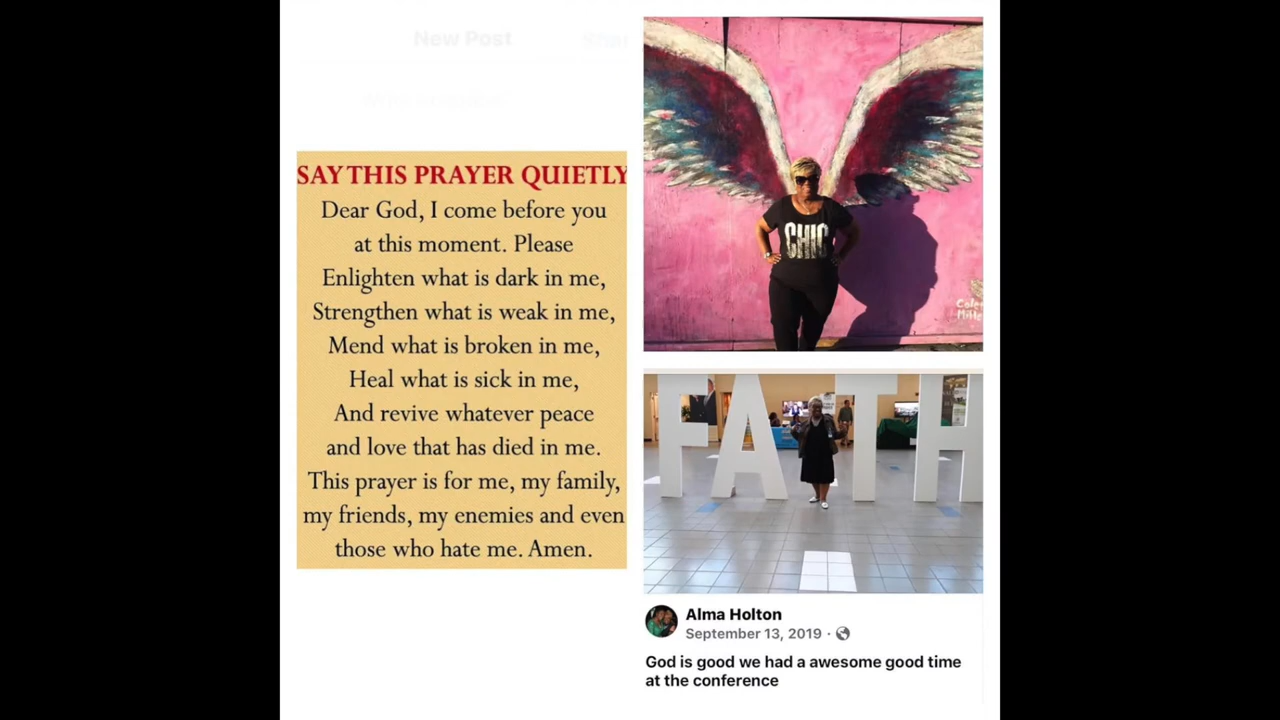 New Post
SAY THIS PRAYER QUIETLY
Dear God, I come before you
at this moment. Please
Enlighten what is dark in me,
Strengthen what is weak in me,
Mend what is broken in me,
Heal what is sick in me,
And revive whatever peace
and love that has died in me.
This prayer is for me, my family,
my friends, my enemies and even
those who hate me. Amen.
CHIC
FAITH
Alma Holton
September 13, 2019 ·
God is good we had a awesome good time
at the conference